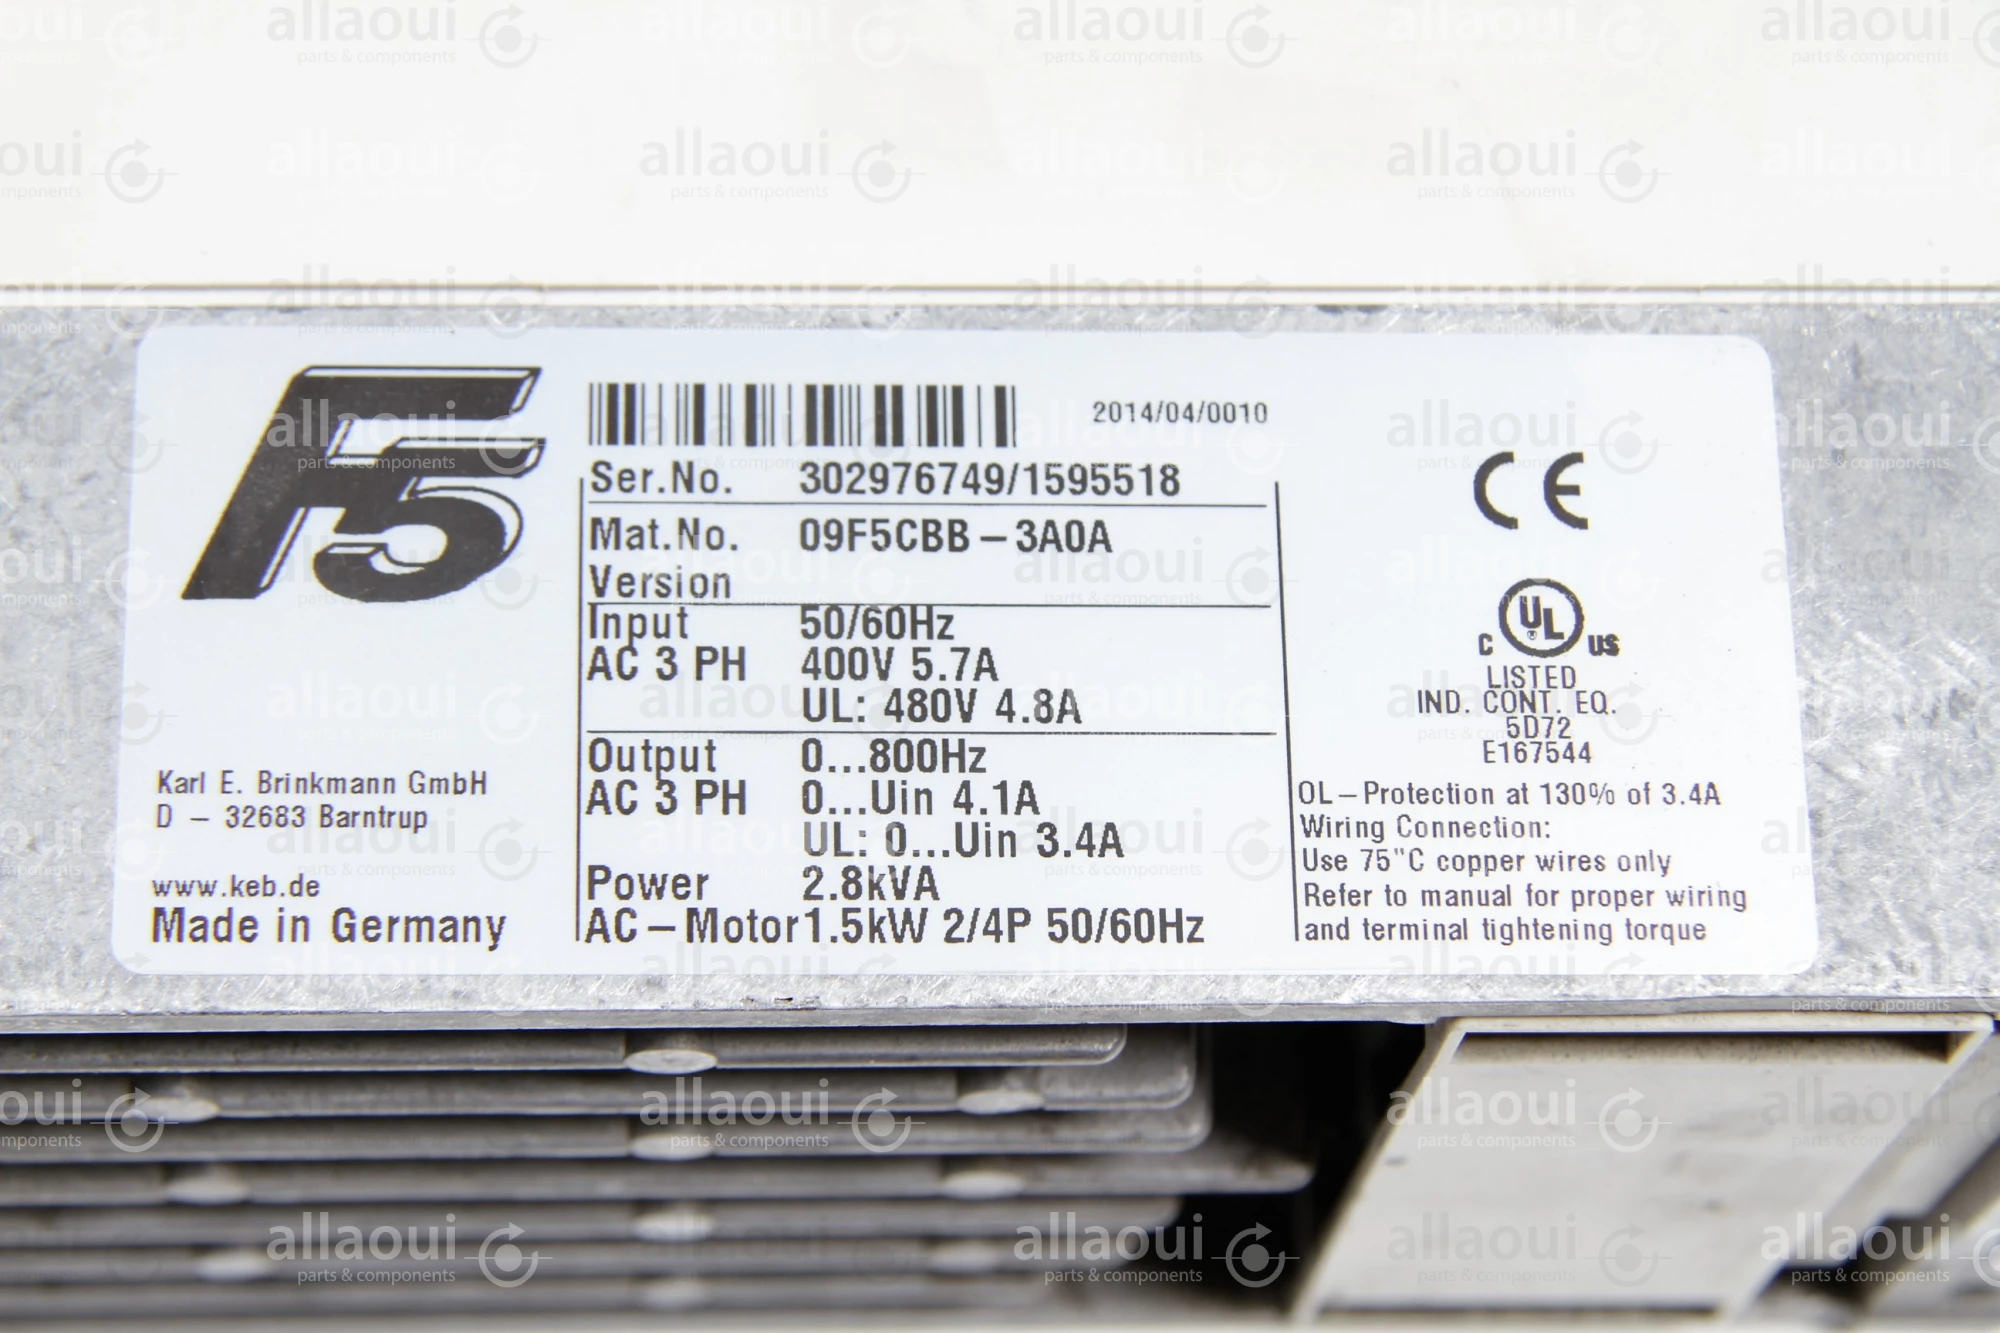 F5
2014/04/0010
Ser.No. 302976749/1595518
Mat.No. 09F5CBB-3A0A
Version
Input 50/60Hz
AC 3 PH 400V 5.7A
UL: 480V 4.8A
Output 0...800Hz
AC 3 PH 0...Uin 4.1A
UL: 0...Uin 3.4A
Power 2.8kVA
AC-Motor 1.5kW 2/4P 50/60Hz
Karl E. Brinkmann GmbH
D - 32683 Barntrup
www.keb.de
Made in Germany
CE
C UL ® US
LISTED
IND. CONT. EQ.
5D72
E167544
OL-Protection at 130% of 3.4A
Wiring Connection:
Use 75"C copper wires only
Refer to manual for proper wiring
and terminal tightening torque
allaoui
parts & components